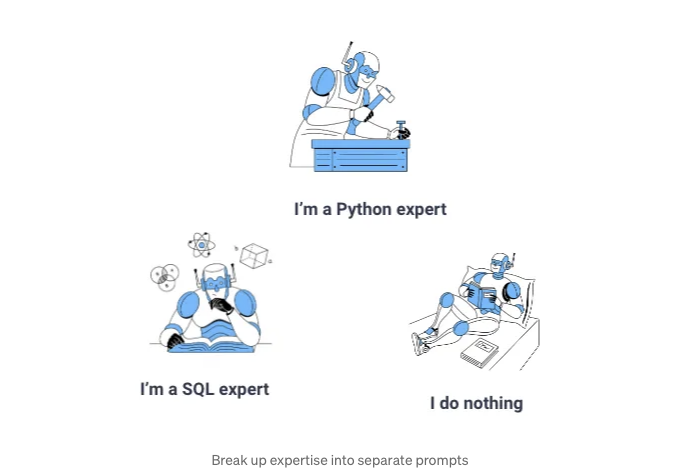 I'm a Python expert
I'm a SQL expert
I do nothing
Break up expertise into separate prompts